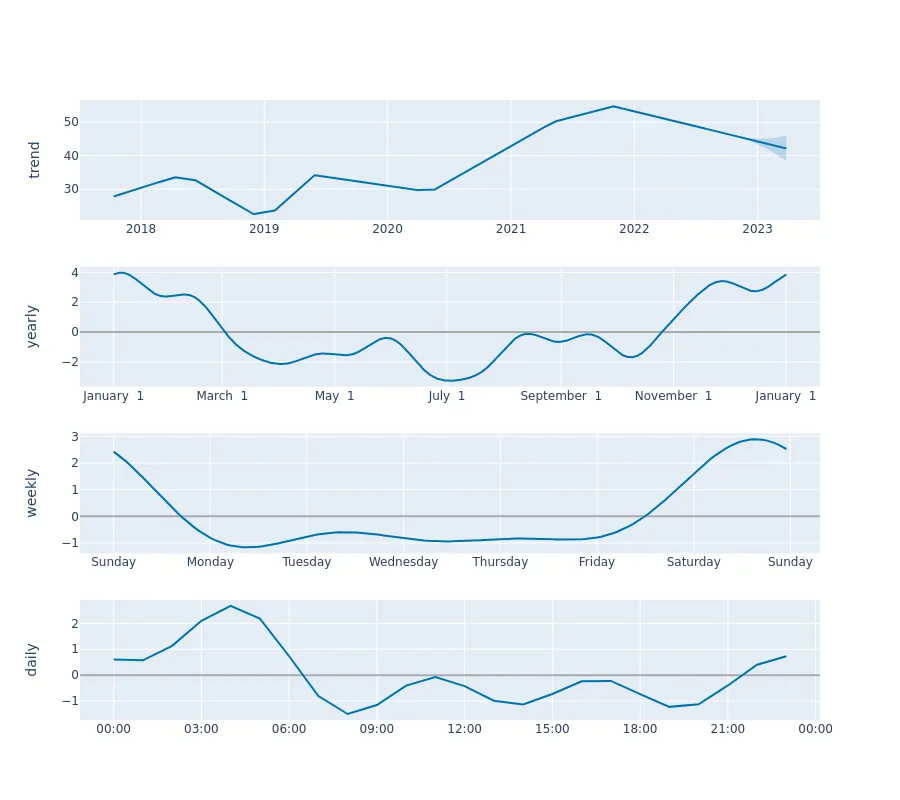 trend
50
40
30
2018 2019 2020 2021 2022 2023
yearly
4
2
0
−2
January 1 March 1 May 1 July 1 September 1 November 1 January 1
weekly
3
2
1
0
−1
Sunday Monday Tuesday Wednesday Thursday Friday Saturday Sunday
daily
2
1
0
−1
00:00 03:00 06:00 09:00 12:00 15:00 18:00 21:00 00:00